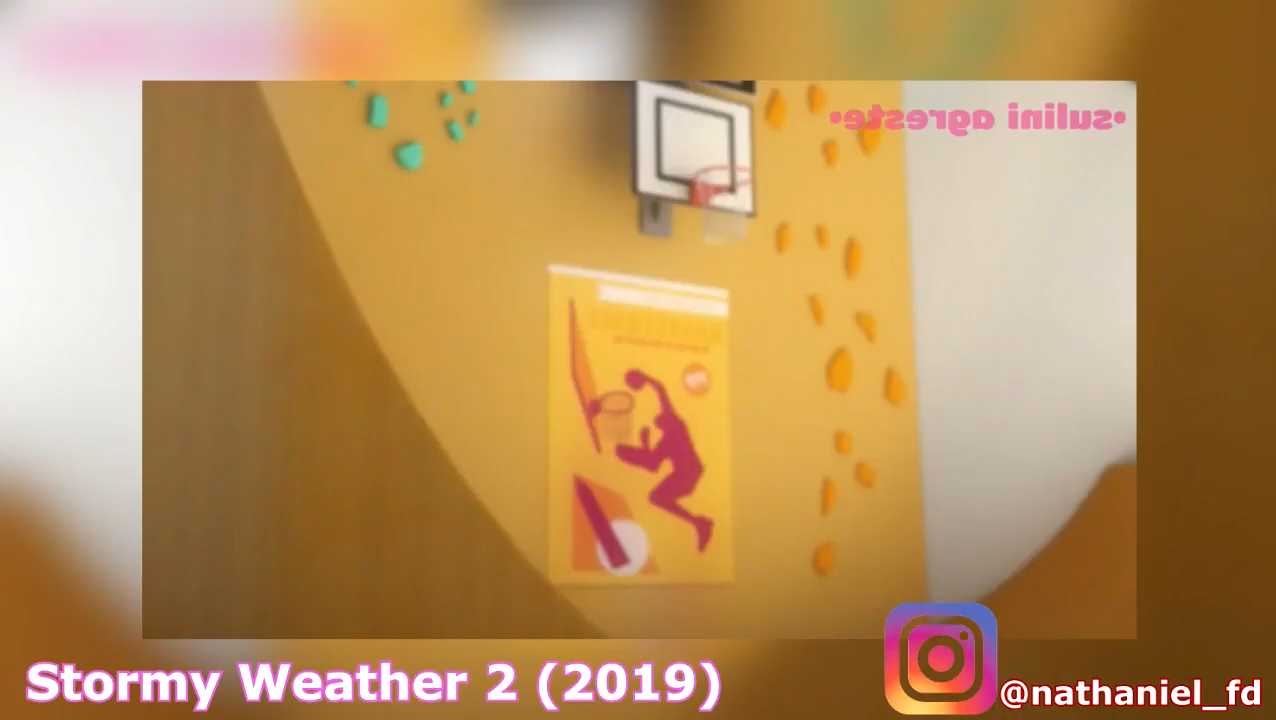 •sulini agreste•
Stormy Weather 2 (2019)
@nathaniel_fd